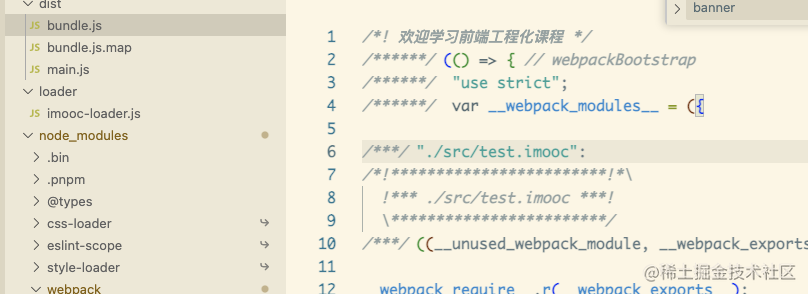 dist
JS bundle.js
JS bundle.js.map
JS main.js
loader
JS imooc-loader.js
node_modules
.bin
.pnpm
@types
css-loader
eslint-scope
style-loader
webpack
banner
1 /*! 欢迎学习前端工程化课程 */
2 /******/ (() => { // webpackBootstrap
3 /******/ "use strict";
4 /******/ var __webpack_modules__ = ({
5
6 /***/ "./src/test.imooc":
7 /*!************************!*\
8 !*** ./src/test.imooc ***!
9 \************************/
10 /***/ ((__unused_webpack_module, __webpack_exports
11
12 __webpack_require__.r(__webpack_exports__);
@稀土掘金技术社区